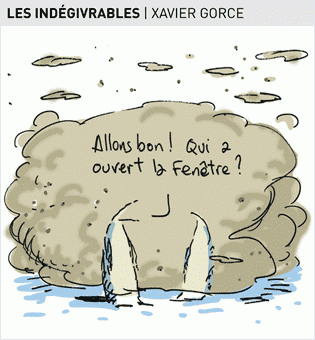 LES INDÉGIVRABLES | XAVIER GORCE
Allons bon ! Qui a
ouvert la fenêtre ?